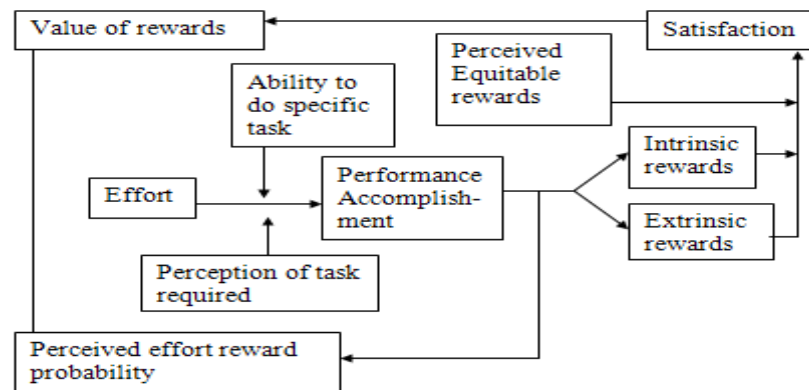 Value of rewards
Satisfaction
Perceived
Equitable
rewards
Ability to
do specific
task
Intrinsic
rewards
Performance
Accomplish-
ment
Effort
Extrinsic
rewards
Perception of task
required
Perceived effort reward
probability